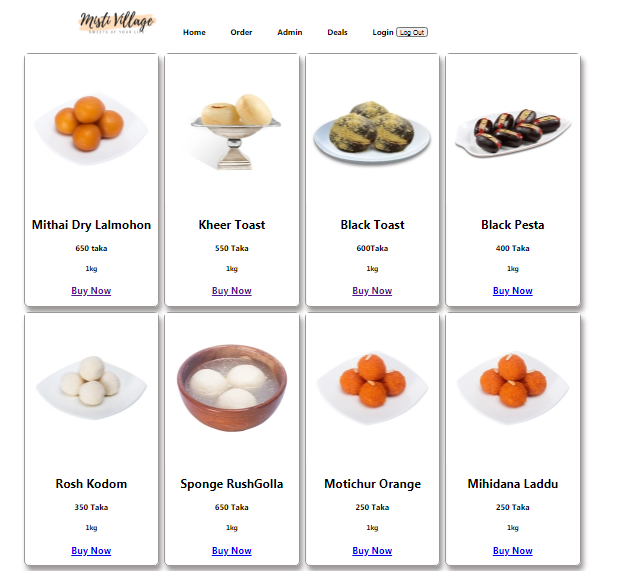 Misti Village
SWEETS OF YOUR LIFE
Home Order Admin Deals Login Log Out
Mithai Dry Lalmohon Kheer Toast Black Toast Black Pesta
650 taka 550 Taka 600Taka 400 Taka
1kg 1kg 1kg 1kg
Buy Now Buy Now Buy Now Buy Now
Rosh Kodom Sponge RushGolla Motichur Orange Mihidana Laddu
350 Taka 650 Taka 250 Taka 250 Taka
1kg 1kg 1kg 1kg
Buy Now Buy Now Buy Now Buy Now